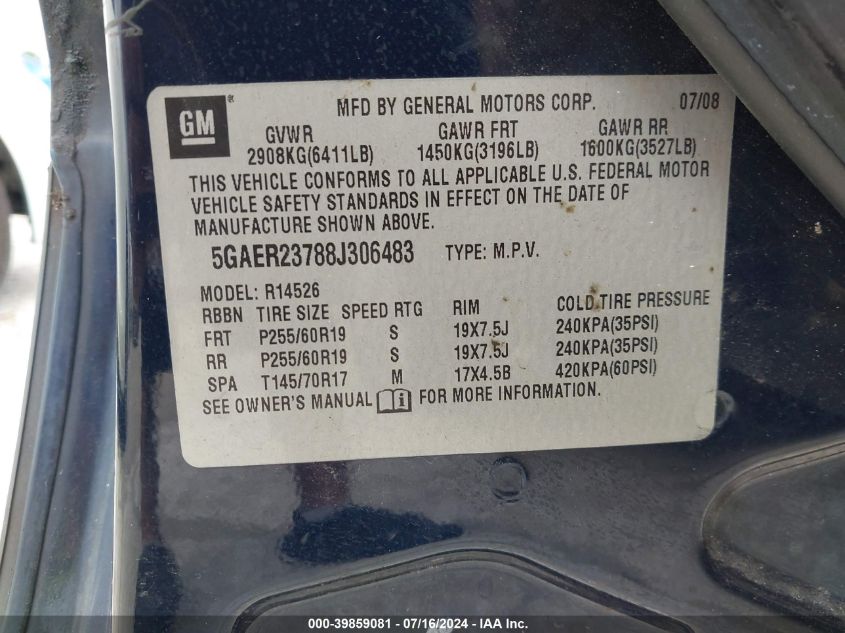 GM ® MFD BY GENERAL MOTORS CORP. 07/08
GVWR GAWR FRT GAWR RR
2908KG(6411LB) 1450KG(3196LB) 1600KG(3527LB)
THIS VEHICLE CONFORMS TO ALL APPLICABLE U.S. FEDERAL MOTOR
VEHICLE SAFETY STANDARDS IN EFFECT ON THE DATE OF
MANUFACTURE SHOWN ABOVE.
5GAER23788J306483 TYPE: M.P.V.
MODEL: R14526
RBBN TIRE SIZE SPEED RTG RIM COLD TIRE PRESSURE
FRT P255/60R19 S 19X7.5J 240KPA(35PSI)
RR P255/60R19 S 19X7.5J 240KPA(35PSI)
SPA T145/70R17 M 17X4.5B 420KPA(60PSI)
SEE OWNER'S MANUAL i FOR MORE INFORMATION.
000-39859081 - 07/16/2024 - IAA Inc.